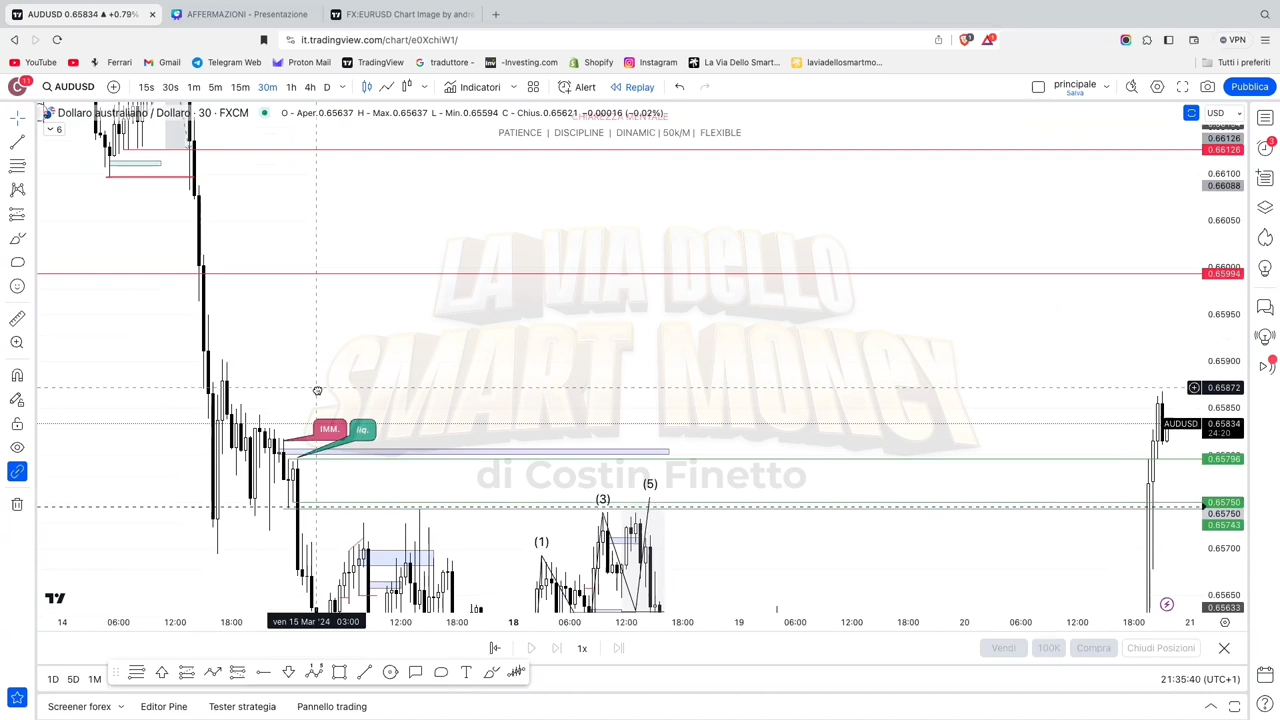 AUDUSD 0.65834 ▲ +0.79%
AFFERMAZIONI - Presentazione
FX:EURUSD Chart Image by andre
it.tradingview.com/chart/e0XchiW1/
VPN
YouTube
Ferrari
Gmail
Telegram Web
Proton Mail
TradingView
traduttore -
-Investing.com
Shopify
Instagram
La Via Dello Smart...
laviadellosmartmo...
Tutti i preferiti
11
AUDUSD
15s 30s 1m 5m 15m 30m 1h 4h D
Indicatori
Alert
Replay
principale
Salva
Pubblica
Dollaro australiano / Dollaro · 30 · FXCM
O - Aper.0.65637 H - Max.0.65637 L - Min.0.65594 C - Chius.0.65621 −0.00016 (−0.02%)
CHIAREZZA MENTALE
PATIENCE | DISCIPLINE | DINAMIC | 50k/M | FLEXIBLE
6
USD
0.66126
0.66126
0.66100
0.66088
0.66050
0.66000
0.65994
0.65950
0.65900
0.65872
0.65850
AUDUSD 0.65834
24:20
0.65796
0.65750
0.65750
0.65743
0.65700
0.65650
0.65633
LA VIA DELLO
SMART MONEY
di Costin Finetto
IMM.
liq.
(1)
(3)
(5)
14 06:00 12:00 18:00 ven 15 Mar '24 03:00 12:00 18:00 18 06:00 12:00 18:00 19 06:00 12:00 18:00 20 06:00 12:00 18:00 21
1x
Vendi
100K
Compra
Chiudi Posizioni
1D 5D 1M
21:35:40 (UTC+1)
Screener forex
Editor Pine
Tester strategia
Pannello trading